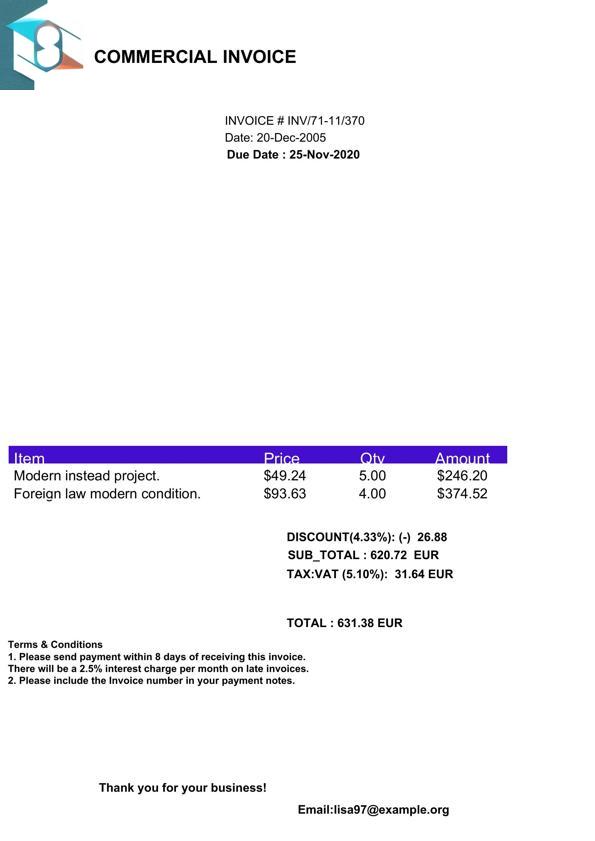 COMMERCIAL INVOICE
INVOICE # INV/71-11/370
Date: 20-Dec-2005
Due Date : 25-Nov-2020
Item Price Qty Amount
Modern instead project. $49.24 5.00 $246.20
Foreign law modern condition. $93.63 4.00 $374.52
DISCOUNT(4.33%): (-) 26.88
SUB_TOTAL : 620.72 EUR
TAX:VAT (5.10%): 31.64 EUR
TOTAL : 631.38 EUR
Terms & Conditions
1. Please send payment within 8 days of receiving this invoice.
There will be a 2.5% interest charge per month on late invoices.
2. Please include the Invoice number in your payment notes.
Thank you for your business!
Email:lisa97@example.org